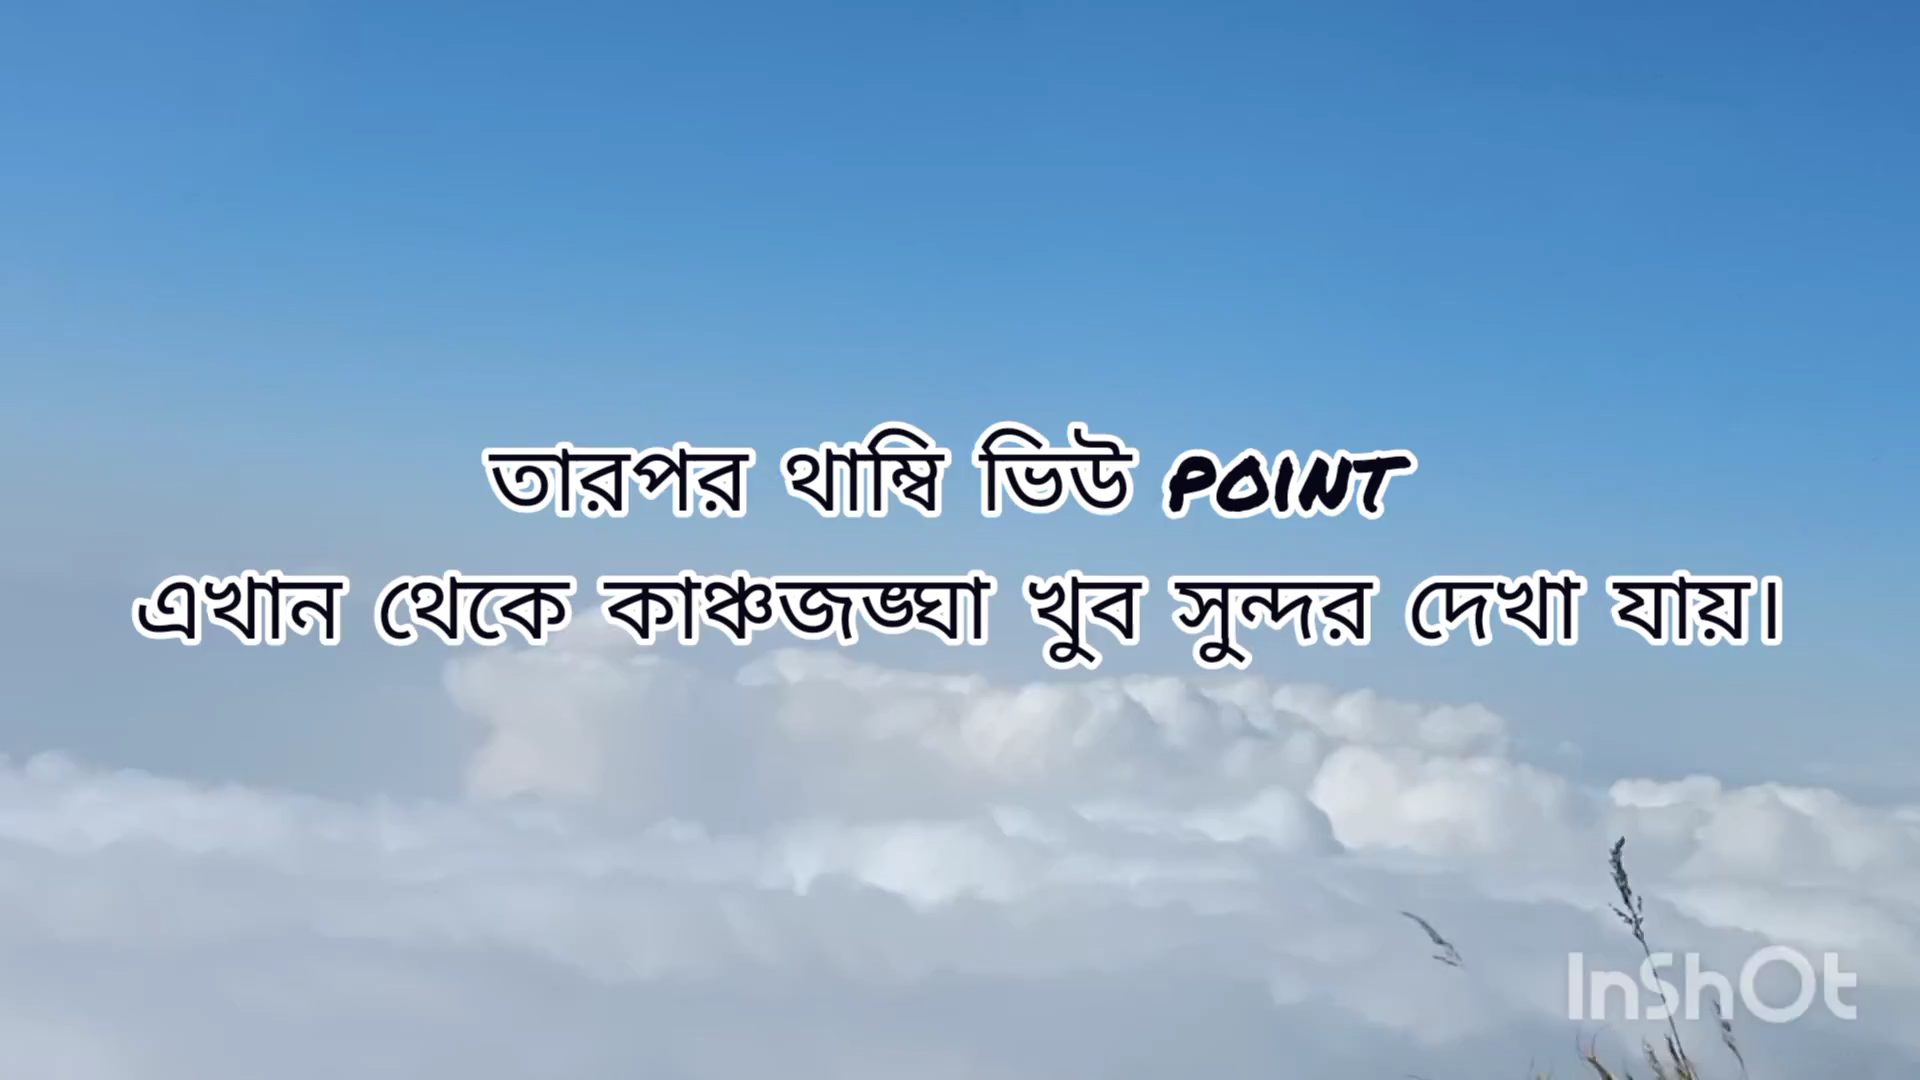 তারপর থাম্বি ভিউ POINT
এখান থেকে কাঞ্চজঙ্ঘা খুব সুন্দর দেখা যায়।
InShOt